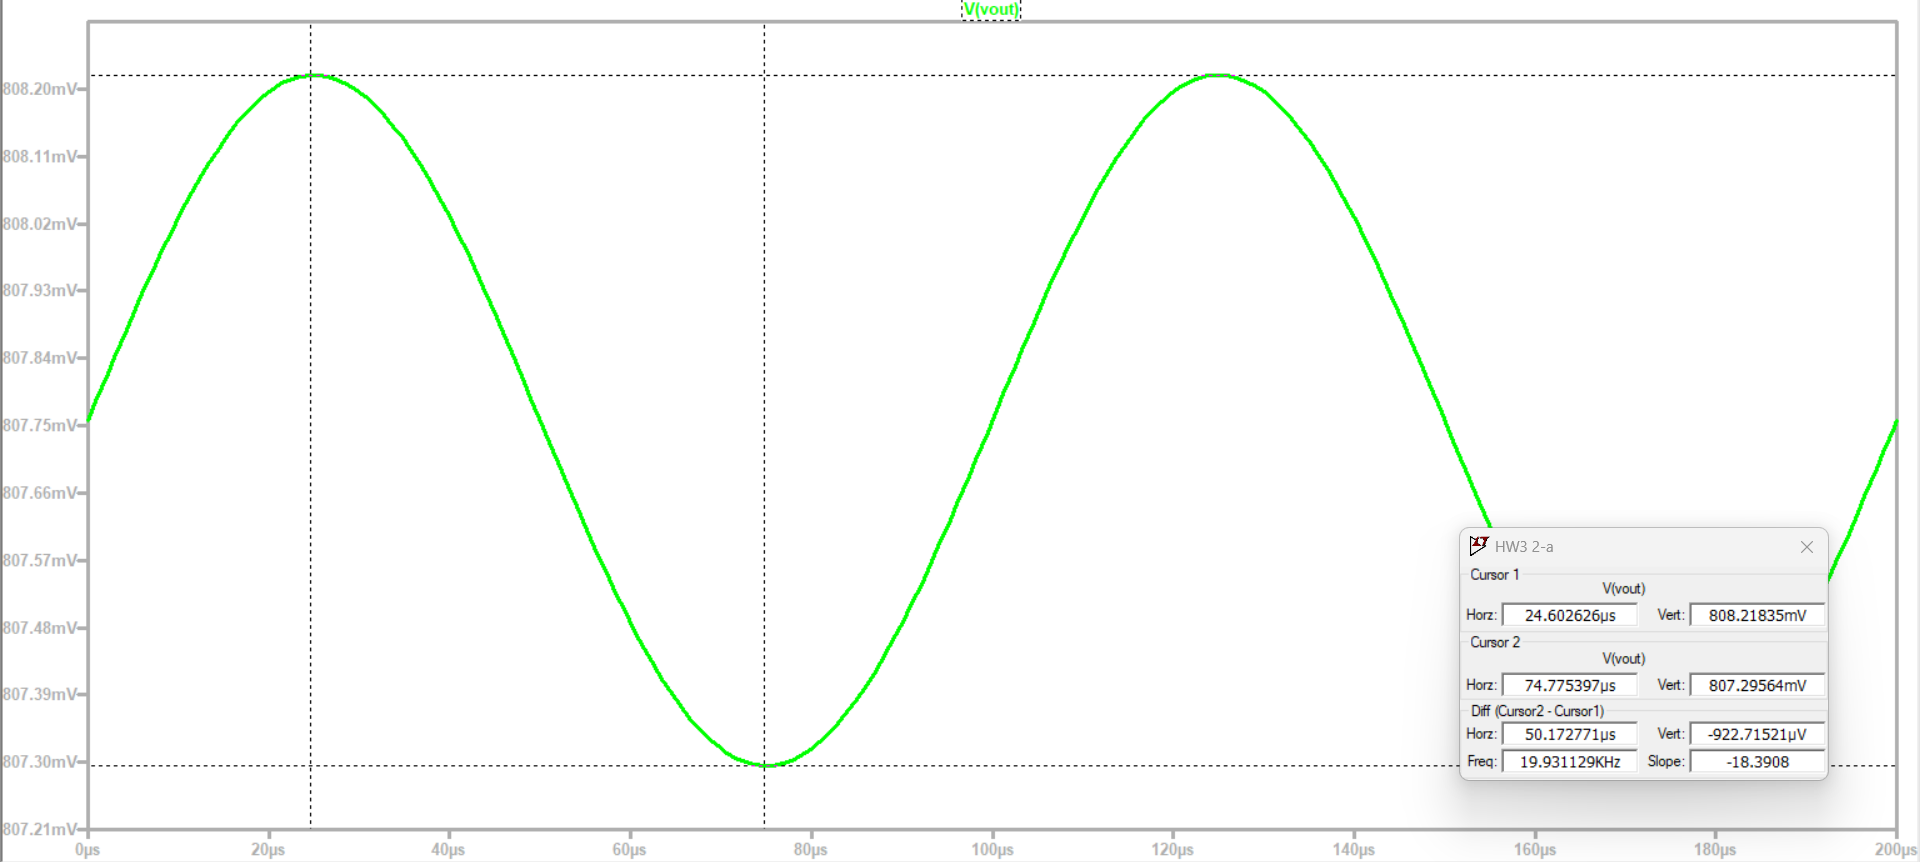 V(vout)
808.20mV
808.11mV
808.02mV
807.93mV
807.84mV
807.75mV
807.66mV
807.57mV
807.48mV
807.39mV
807.30mV
807.21mV
0µs 20µs 40µs 60µs 80µs 100µs 120µs 140µs 160µs 180µs 200µs
HW3 2-a
Cursor 1
V(vout)
Horz: 24.602626µs Vert: 808.21835mV
Cursor 2
V(vout)
Horz: 74.775397µs Vert: 807.29564mV
Diff (Cursor2 - Cursor1)
Horz: 50.172771µs Vert: -922.71521µV
Freq: 19.931129KHz Slope: -18.3908